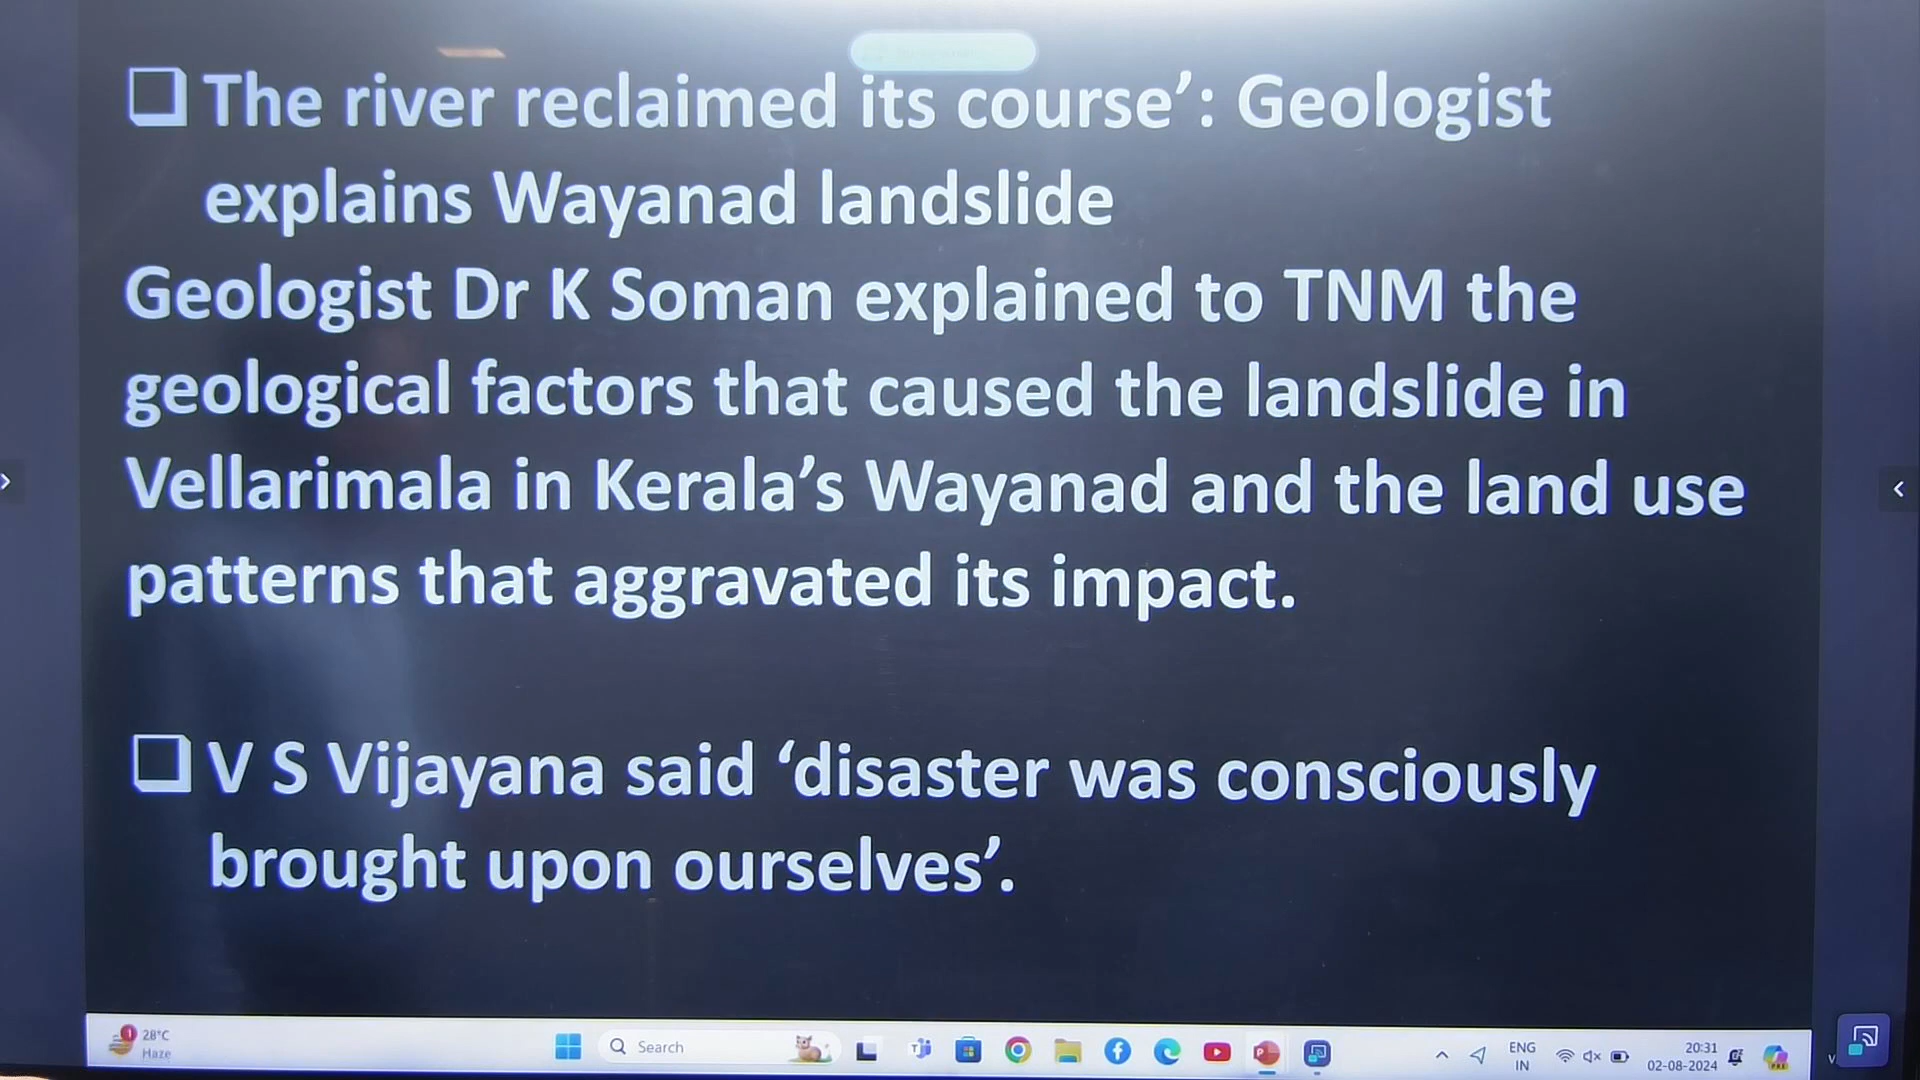 ❑ The river reclaimed its course’: Geologist
explains Wayanad landslide
Geologist Dr K Soman explained to TNM the
geological factors that caused the landslide in
Vellarimala in Kerala’s Wayanad and the land use
patterns that aggravated its impact.
❑ V S Vijayana said ‘disaster was consciously
brought upon ourselves’.
1
28°C
Haze
Search
ENG
IN
20:31
02-08-2024